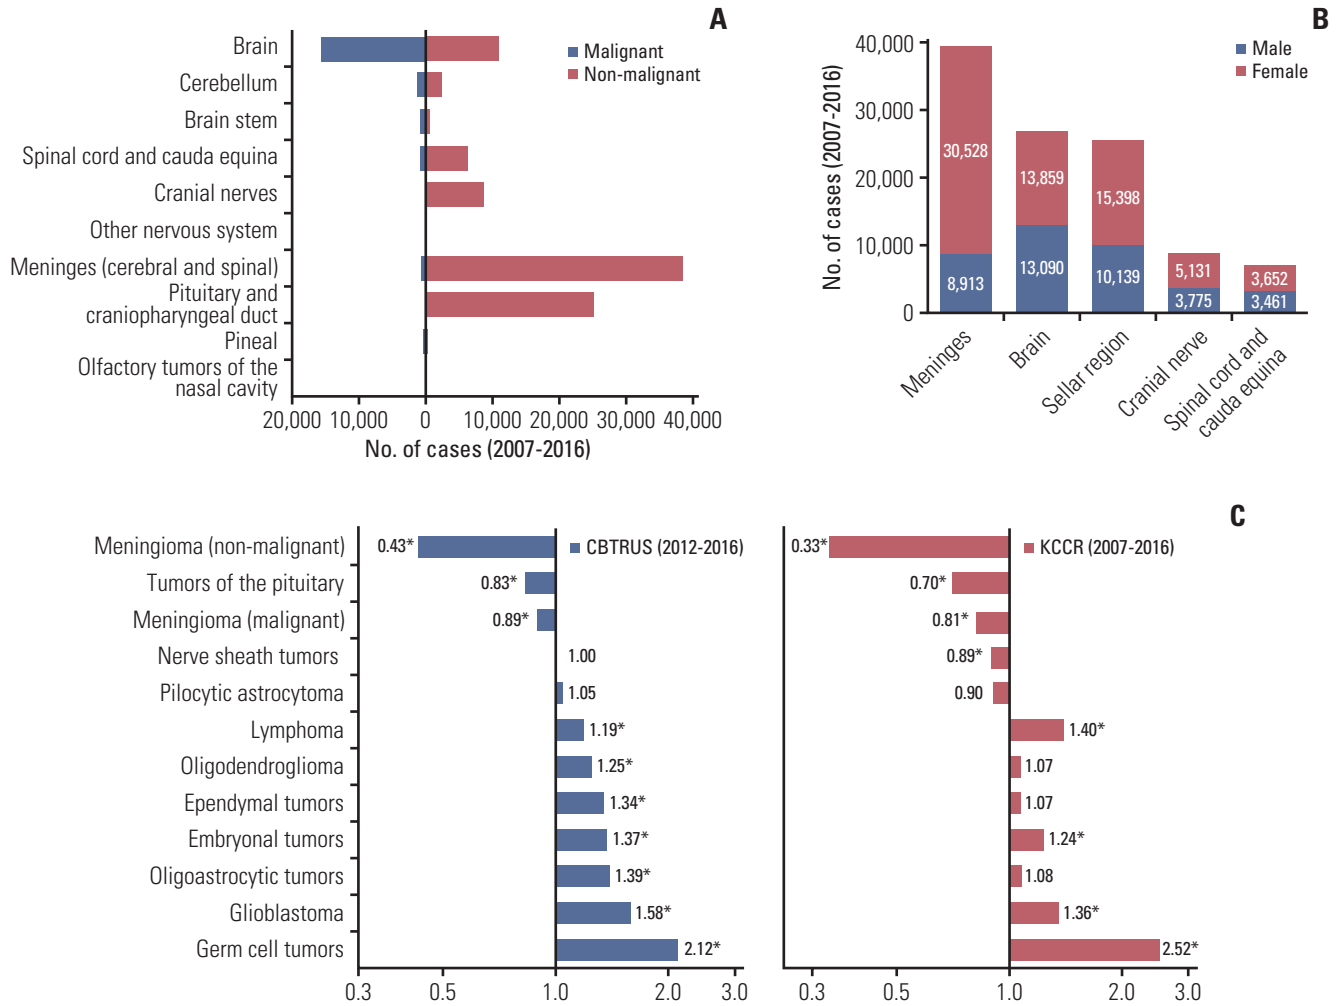 A
Malignant
Non-malignant
Brain
Cerebellum
Brain stem
Spinal cord and cauda equina
Cranial nerves
Other nervous system
Meninges (cerebral and spinal)
Pituitary and
craniopharyngeal duct
Pineal
Olfactory tumors of the
nasal cavity
20,000 10,000 0 10,000 20,000 30,000 40,000
No. of cases (2007-2016)
B
Male
Female
No. of cases (2007-2016)
40,000
30,000
20,000
10,000
0
30,528
8,913
13,859
13,090
15,398
10,139
5,131
3,775
3,652
3,461
Meninges
Brain
Sellar region
Cranial nerve
Spinal cord and
cauda equina
C
CBTRUS (2012-2016)
KCCR (2007-2016)
Meningioma (non-malignant) 0.43* 0.33*
Tumors of the pituitary 0.83* 0.70*
Meningioma (malignant) 0.89* 0.81*
Nerve sheath tumors 1.00 0.89*
Pilocytic astrocytoma 1.05 0.90
Lymphoma 1.19* 1.40*
Oligodendroglioma 1.25* 1.07
Ependymal tumors 1.34* 1.07
Embryonal tumors 1.37* 1.24*
Oligoastrocytic tumors 1.39* 1.08
Glioblastoma 1.58* 1.36*
Germ cell tumors 2.12* 2.52*
0.3 0.5 1.0 2.0 3.0
0.3 0.5 1.0 2.0 3.0